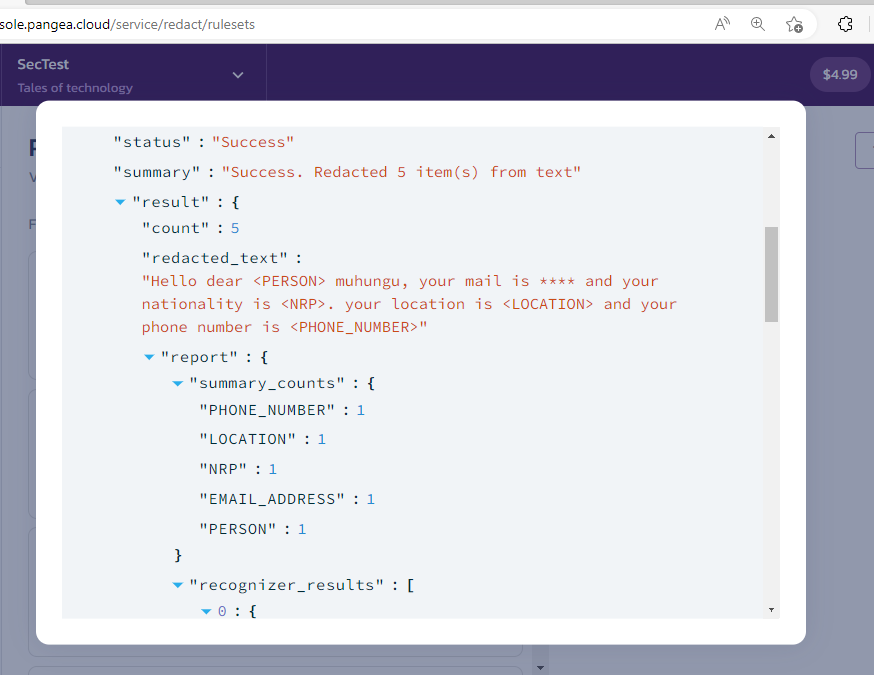 sole.pangea.cloud/service/redact/rulesets
SecTest
Tales of technology
$4.99
"status" : "Success"
"summary" : "Success. Redacted 5 item(s) from text"
"result" : {
"count" : 5
"redacted_text" :
"Hello dear <PERSON> muhungu, your mail is **** and your
nationality is <NRP>. your location is <LOCATION> and your
phone number is <PHONE_NUMBER>"
"report" : {
"summary_counts" : {
"PHONE_NUMBER" : 1
"LOCATION" : 1
"NRP" : 1
"EMAIL_ADDRESS" : 1
"PERSON" : 1
}
"recognizer_results" : [
0 : {